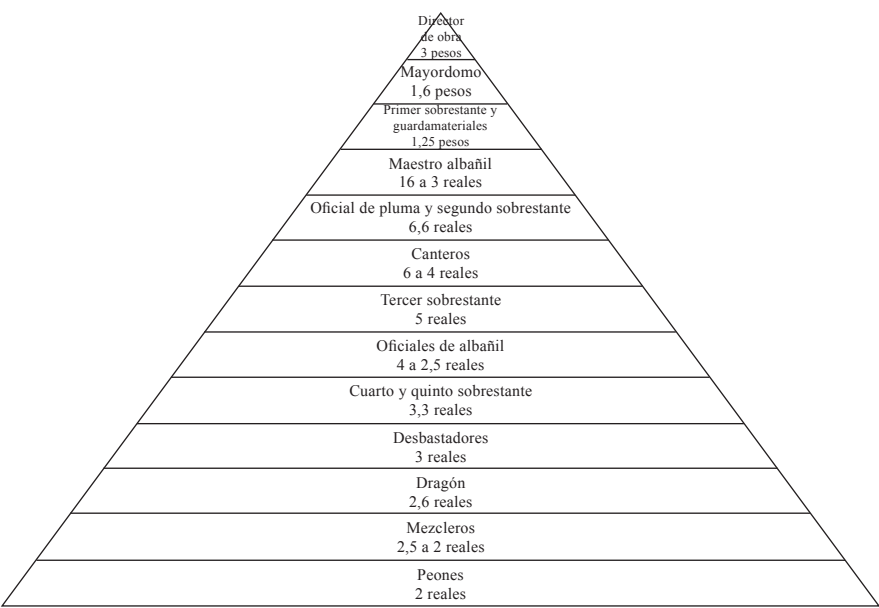 Director
de obra
3 pesos
Mayordomo
1,6 pesos
Primer sobrestante y
guardamateriales
1,25 pesos
Maestro albañil
16 a 3 reales
Oficial de pluma y segundo sobrestante
6,6 reales
Canteros
6 a 4 reales
Tercer sobrestante
5 reales
Oficiales de albañil
4 a 2,5 reales
Cuarto y quinto sobrestante
3,3 reales
Desbastadores
3 reales
Dragón
2,6 reales
Mezcleros
2,5 a 2 reales
Peones
2 reales